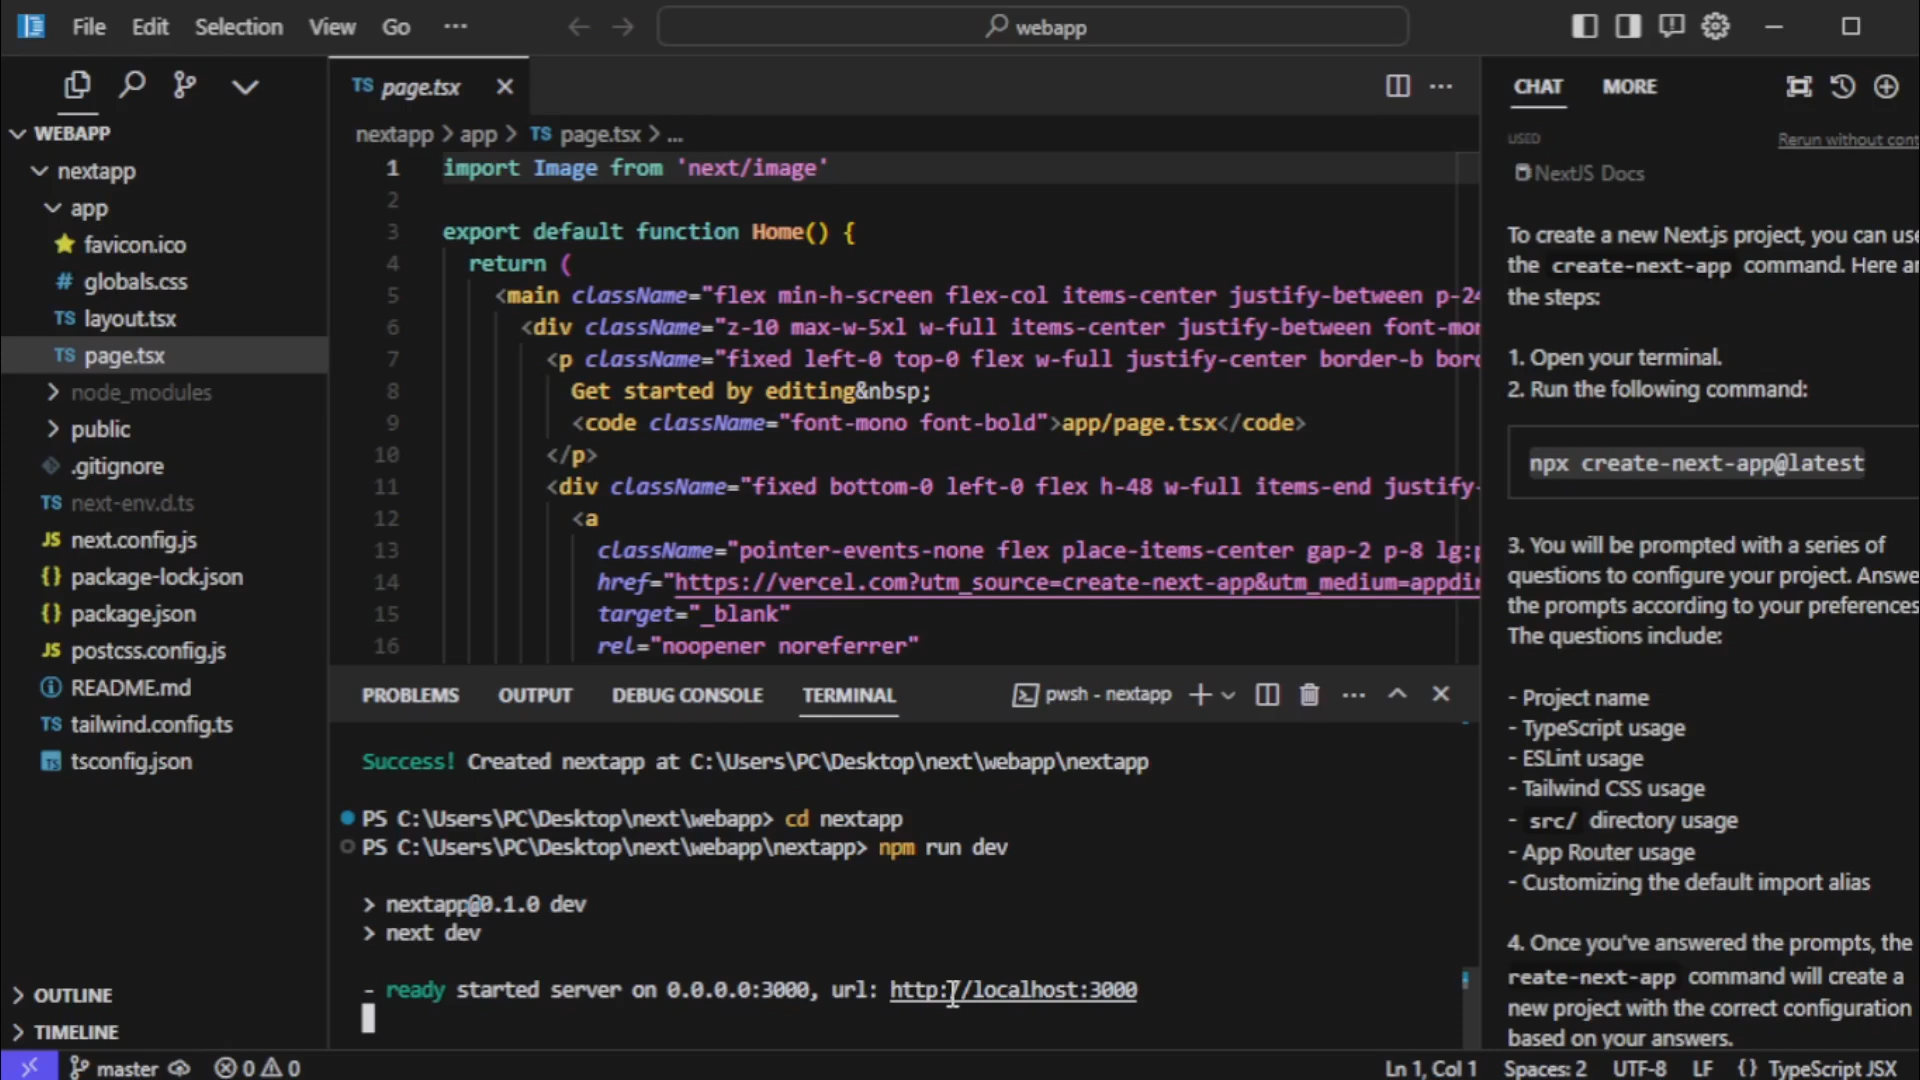 File Edit Selection View Go ···
webapp
WEBAPP
nextapp
app
favicon.ico
# globals.css
TS layout.tsx
TS page.tsx
node_modules
public
.gitignore
TS next-env.d.ts
JS next.config.js
{} package-lock.json
{} package.json
JS postcss.config.js
README.md
TS tailwind.config.ts
TS tsconfig.json
OUTLINE
TIMELINE
TS page.tsx
nextapp > app > TS page.tsx > ...
1 import Image from 'next/image'
2
3 export default function Home() {
4 return (
5 <main className="flex min-h-screen flex-col items-center justify-between p-24
6 <div className="z-10 max-w-5xl w-full items-center justify-between font-mon
7 <p className="fixed left-0 top-0 flex w-full justify-center border-b bord
8 Get started by editing&nbsp;
9 <code className="font-mono font-bold">app/page.tsx</code>
10 </p>
11 <div className="fixed bottom-0 left-0 flex h-48 w-full items-end justify-
12 <a
13 className="pointer-events-none flex place-items-center gap-2 p-8 lg:p
14 href="https://vercel.com?utm_source=create-next-app&utm_medium=appdir
15 target="_blank"
16 rel="noopener noreferrer"
PROBLEMS OUTPUT DEBUG CONSOLE TERMINAL
pwsh - nextapp
Success! Created nextapp at C:\Users\PC\Desktop\next\webapp\nextapp
PS C:\Users\PC\Desktop\next\webapp> cd nextapp
PS C:\Users\PC\Desktop\next\webapp\nextapp> npm run dev
> nextapp@0.1.0 dev
> next dev
- ready started server on 0.0.0.0:3000, url: http://localhost:3000
CHAT MORE
USED
Rerun without cont
NextJS Docs
To create a new Next.js project, you can use
the create-next-app command. Here ar
the steps:
1. Open your terminal.
2. Run the following command:
npx create-next-app@latest
3. You will be prompted with a series of
questions to configure your project. Answe
the prompts according to your preferences
The questions include:
- Project name
- TypeScript usage
- ESLint usage
- Tailwind CSS usage
- src/ directory usage
- App Router usage
- Customizing the default import alias
4. Once you've answered the prompts, the
reate-next-app command will create a
new project with the correct configuration
based on your answers.
master 0 0
Ln 1, Col 1 Spaces: 2 UTF-8 LF {} TypeScript JSX